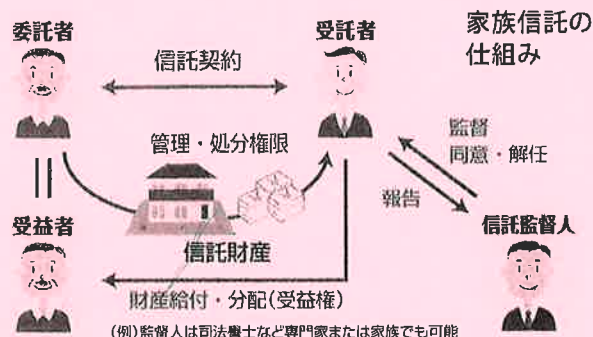 家族信託の
仕組み
委託者
受託者
信託契約
管理・処分権限
監督
同意・解任
報告
信託財産
受益者
信託監督人
財産給付・分配(受益権)
(例)監督人は司法書士など専門家または家族でも可能